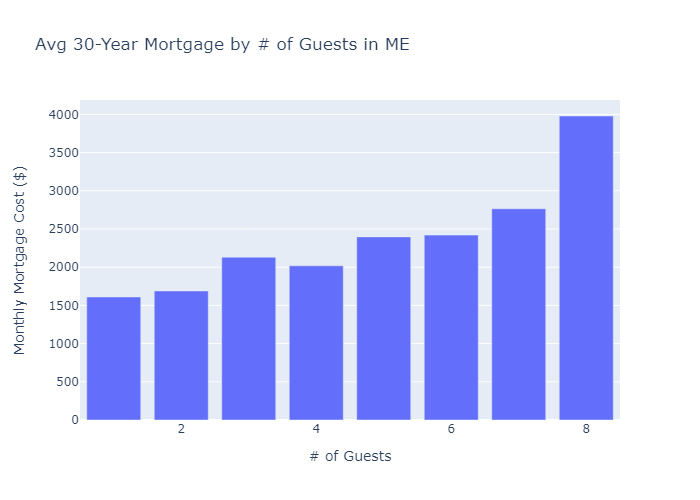 Avg 30-Year Mortgage by # of Guests in ME
Monthly Mortgage Cost ($)
4000
3500
3000
2500
2000
1500
1000
500
0
2 4 6 8
# of Guests